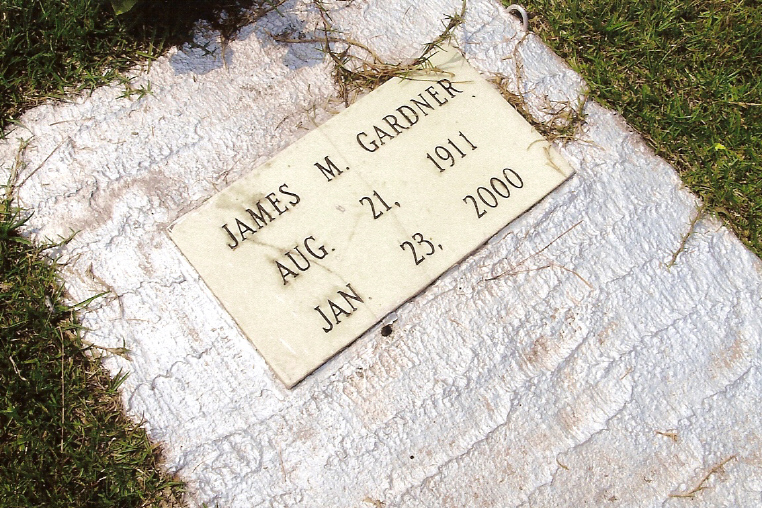 JAMES M. GARDNER
AUG. 21, 1911
JAN. 23, 2000